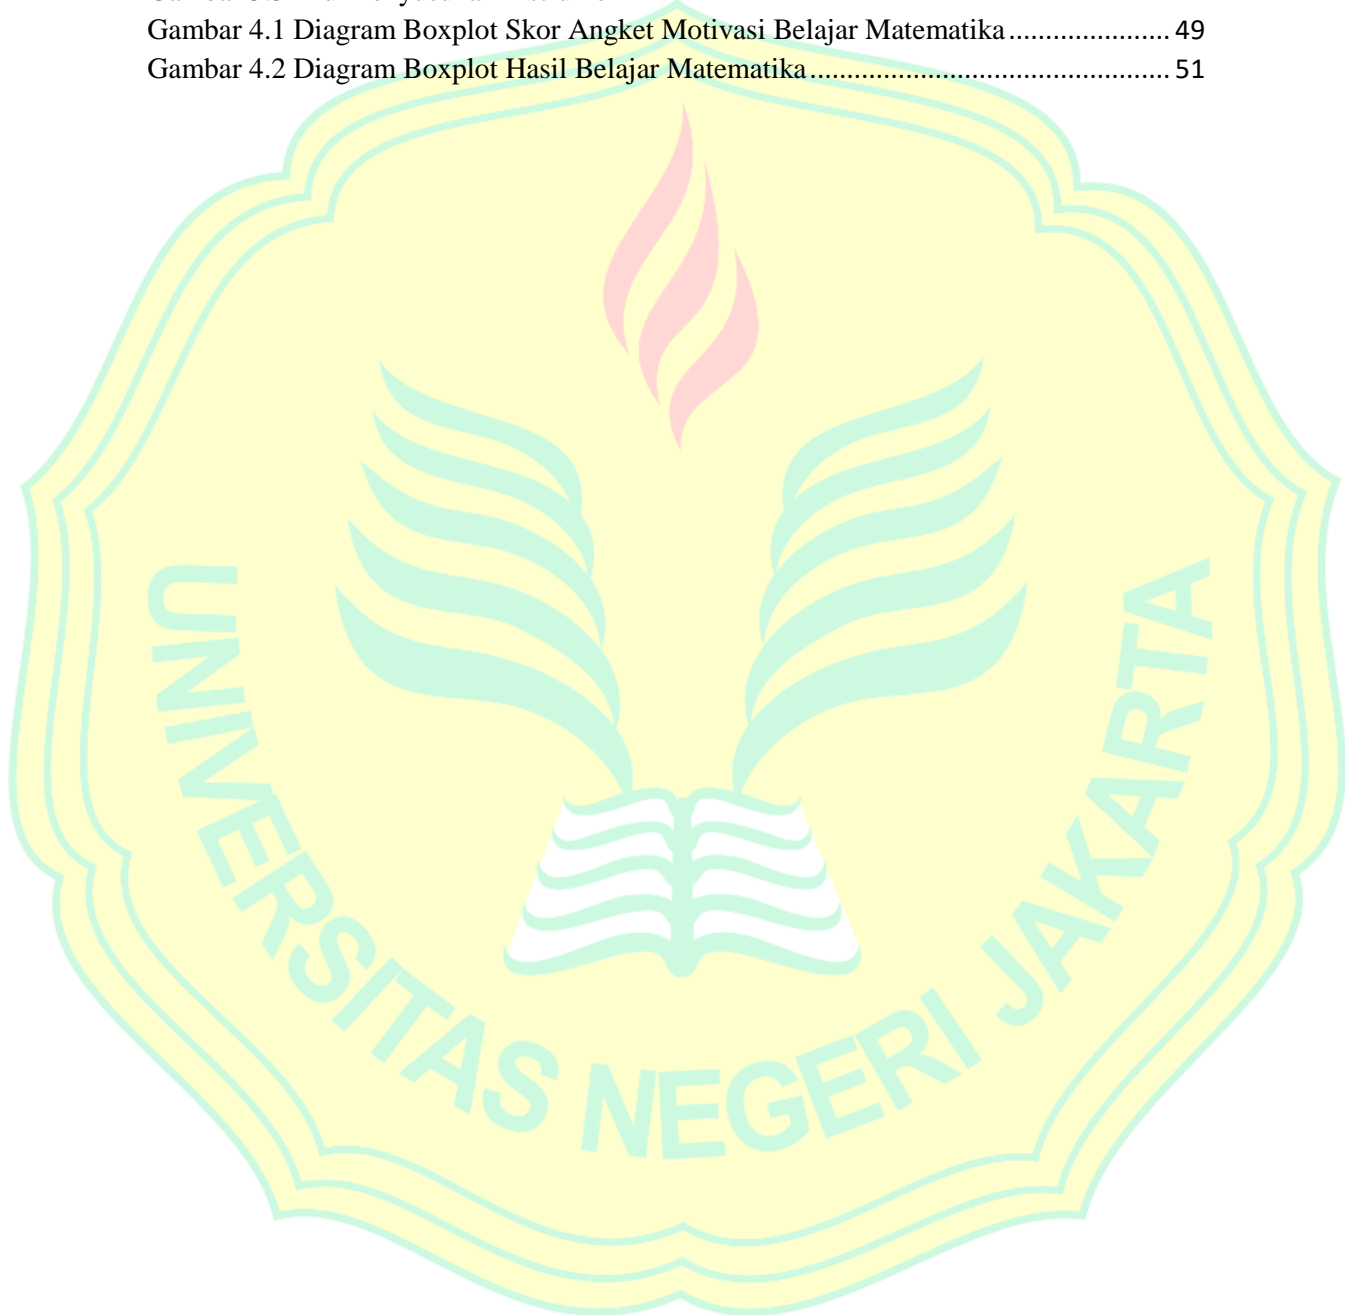 Gambar 4.1 Diagram Boxplot Skor Angket Motivasi Belajar Matematika ...................... 49
Gambar 4.2 Diagram Boxplot Hasil Belajar Matematika ................................................. 51
UNIVERSITAS NEGERI JAKARTA